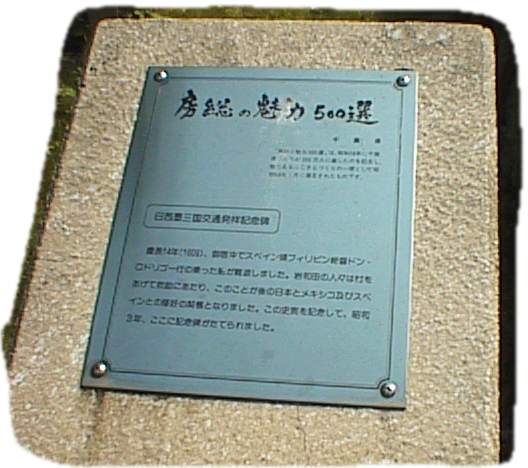 房総の魅力500選
千葉県
日西墨三国交通発祥記念碑
慶長14年(1609)、御宿沖でスペイン領フィリピン総督ドン・
ロドリゴ一行の乗った船が難破しました。岩和田の人々は村を
あげて救助にあたり、このことが後の日本とメキシコ及びスペ
インとの修好の契機となりました。この史実を記念して、昭和
3年、ここに記念碑がたてられました。